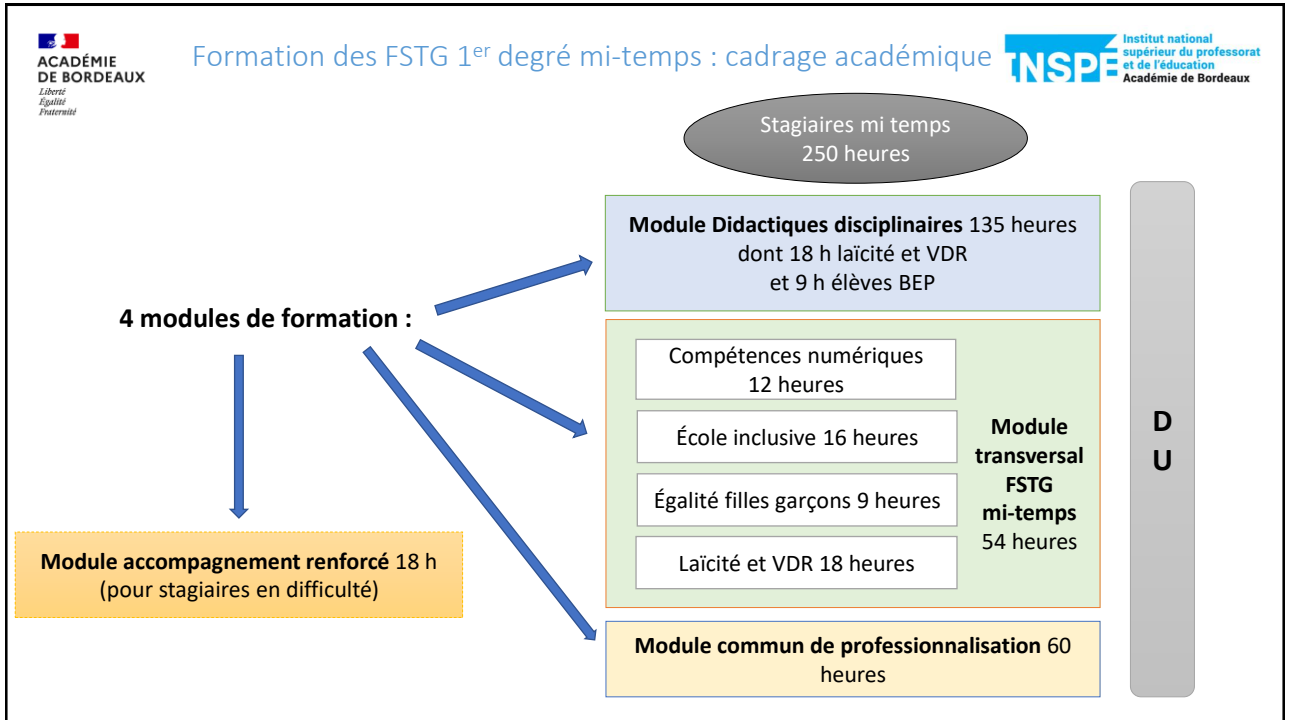 ACADÉMIE
DE BORDEAUX
Liberté
Égalité
Fraternité
Formation des FSTG 1er degré mi-temps : cadrage académique
INSPÉ
Institut national
supérieur du professorat
et de l'éducation
Académie de Bordeaux
Stagiaires mi temps
250 heures
Module Didactiques disciplinaires 135 heures
dont 18 h laïcité et VDR
et 9 h élèves BEP
4 modules de formation :
Compétences numériques
12 heures
École inclusive 16 heures
Égalité filles garçons 9 heures
Laïcité et VDR 18 heures
Module
transversal
FSTG
mi-temps
54 heures
D
U
Module accompagnement renforcé 18 h
(pour stagiaires en difficulté)
Module commun de professionnalisation 60
heures